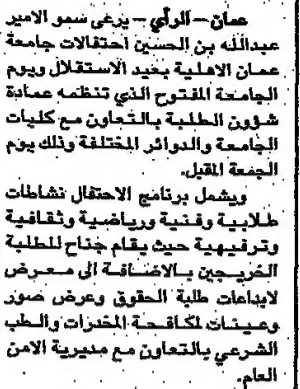 عمان - الرأي - يرعى سمو الامير
عبدالله بن الحسين احتفالات جامعة
عمان الاهلية بعيد الاستقلال ويوم
الجامعة المفتوح الذي تنظمه عمادة
شؤون الطلبة بالتعاون مع كليات
الجامعة والدوائر المختلفة وذلك يوم
الجمعة المقبل.
ويشمل برنامج الاحتفال نشاطات
طلابية وفنية ورياضية وثقافية
وترفيهية حيث يقام جناح للطلبة
الخريجين بالاضافة الى معرض
لابداعات طلبة الحقوق وعرض صور
وعينات لمكافحة المخدرات والطب
الشرعي بالتعاون مع مديرية الامن
العام.